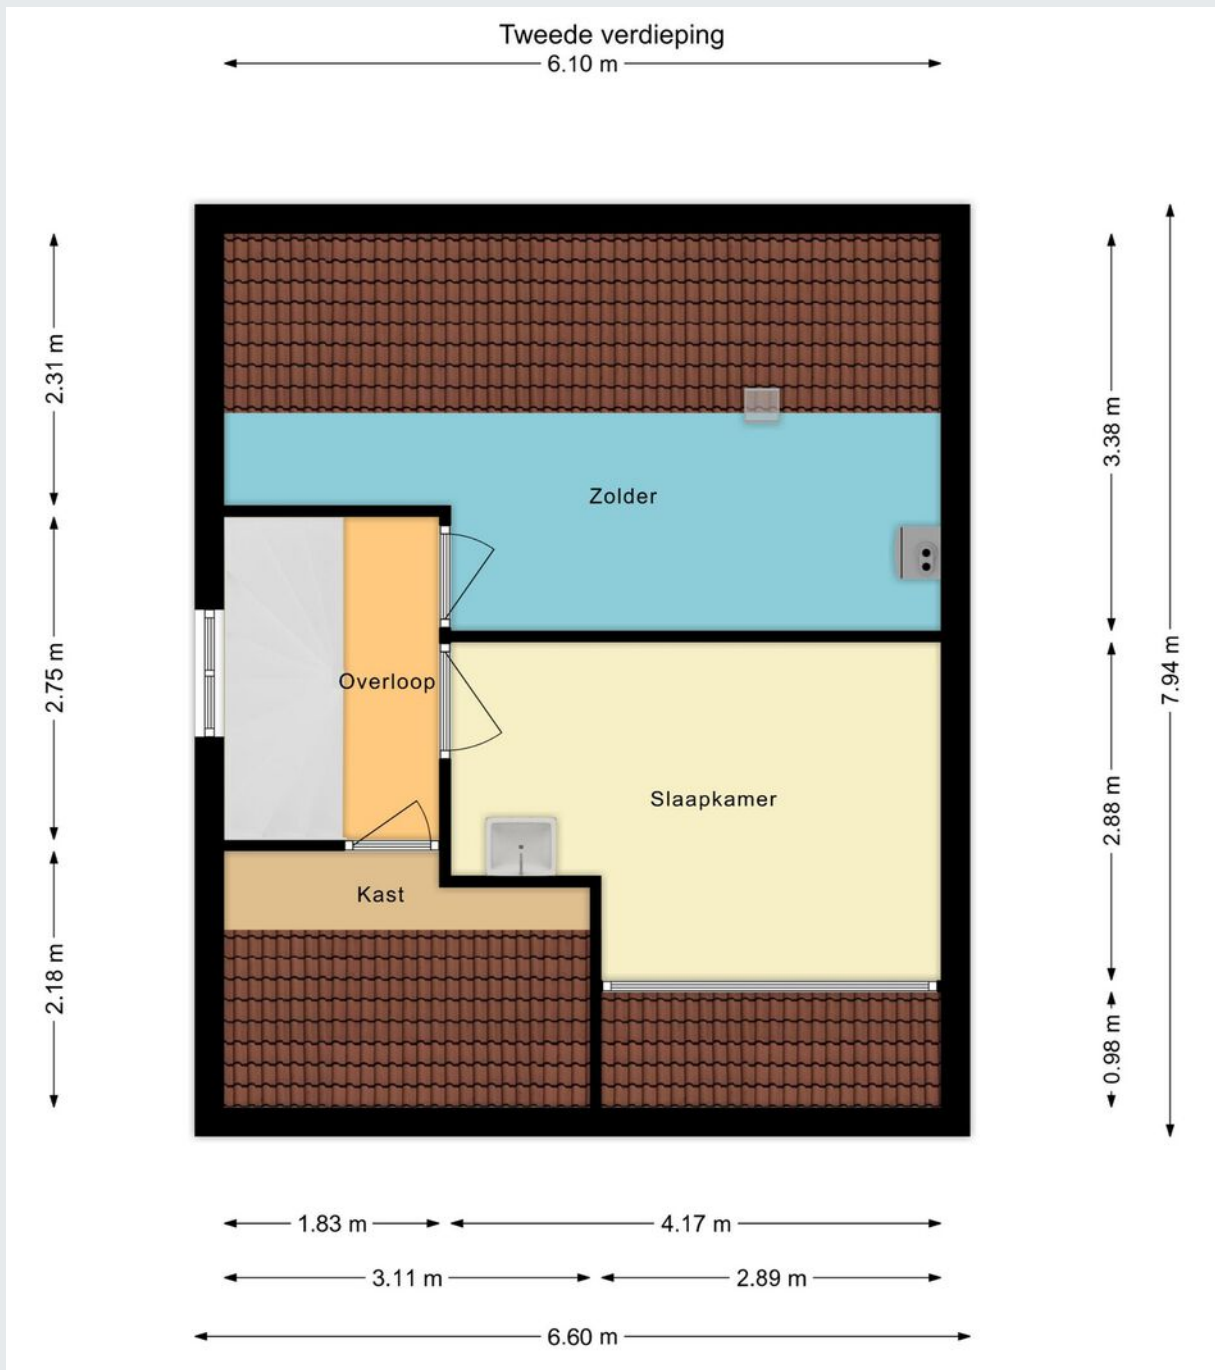 Tweede verdieping
6.10 m
2.31 m
3.38 m
Zolder
2.75 m
7.94 m
Overloop
Slaapkamer
2.88 m
Kast
2.18 m
0.98 m
1.83 m
4.17 m
3.11 m
2.89 m
6.60 m